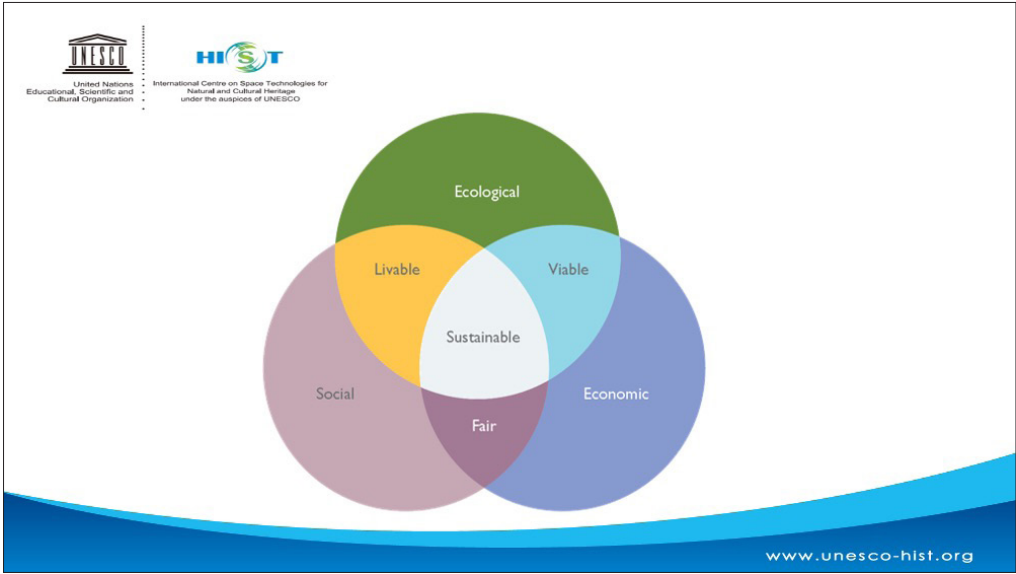 UNESCO
United Nations
Educational, Scientific and
Cultural Organization
HIST
International Centre on Space Technologies for
Natural and Cultural Heritage
under the auspices of UNESCO
Ecological
Livable
Viable
Sustainable
Social
Economic
Fair
www.unesco-hist.org